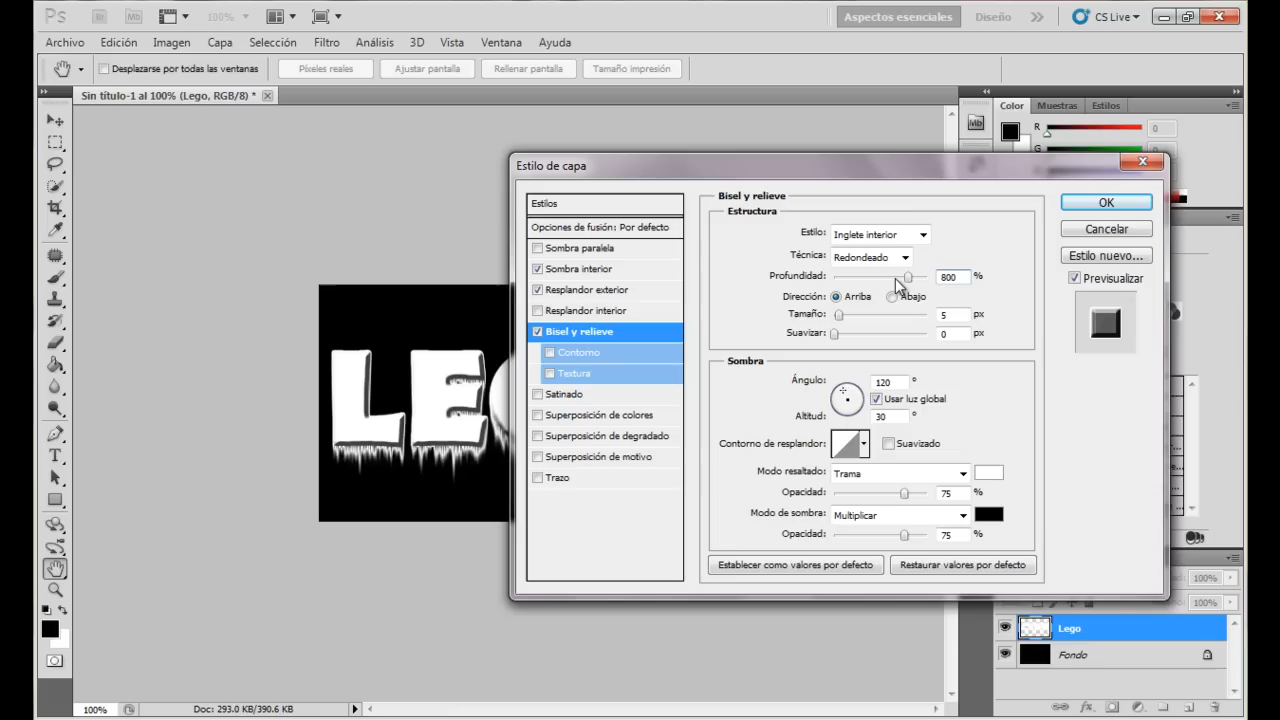 Ps Br Mb 100% Aspectos esenciales Diseño CS Live
Archivo Edición Imagen Capa Selección Filtro Análisis 3D Vista Ventana Ayuda
Desplazarse por todas las ventanas Píxeles reales Ajustar pantalla Rellenar pantalla Tamaño impresión
Sin título-1 al 100% (Lego, RGB/8) *
Color Muestras Estilos
Mb
R 0
G
Estilo de capa
Estilos
Opciones de fusión: Por defecto
Sombra paralela
Sombra interior
Resplandor exterior
Resplandor interior
Bisel y relieve
Contorno
Textura
Satinado
Superposición de colores
Superposición de degradado
Superposición de motivo
Trazo
Bisel y relieve
Estructura
Estilo: Inglete interior
Técnica: Redondeado
Profundidad: 800 %
Dirección: Arriba Abajo
Tamaño: 5 px
Suavizar: 0 px
Sombra
Ángulo: 120 °
Usar luz global
Altitud: 30 °
Contorno de resplandor: Suavizado
Modo resaltado: Trama
Opacidad: 75 %
Modo de sombra: Multiplicar
Opacidad: 75 %
Establecer como valores por defecto Restaurar valores por defecto
OK
Cancelar
Estilo nuevo...
Previsualizar
LE
100%
100%
Lego
Fondo
100% Doc: 293.0 KB/390.6 KB